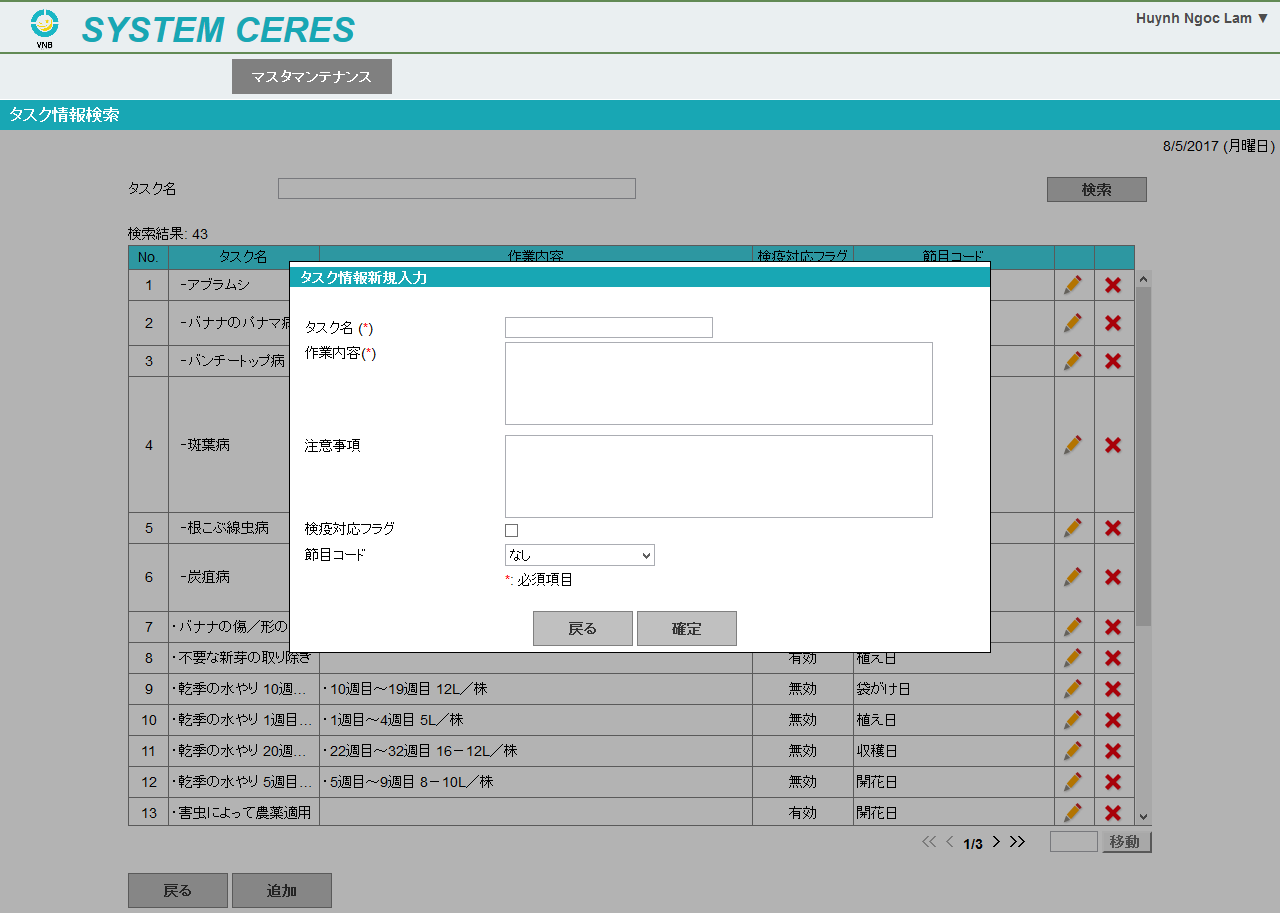 VNB
SYSTEM CERES
Huynh Ngoc Lam ▼
マスタマンテナンス
タスク情報検索
8/5/2017 (月曜日)
タスク名
検索
検索結果: 43
No. タスク名 作業内容 検疫対応フラグ 節目コード
1 -アブラムシ
2 -バナナのパナマ病
3 -バンチートップ病
4 -斑葉病
5 -根こぶ線虫病
6 -炭疽病
7 ・バナナの傷／形の
8 ・不要な新芽の取り除き 有効 植え日
9 ・乾季の水やり 10週... ・10週目～19週目 12L／株 無効 袋がけ日
10 ・乾季の水やり 1週目... ・1週目～4週目 5L／株 無効 植え日
11 ・乾季の水やり 20週... ・22週目～32週目 16－12L／株 無効 収穫日
12 ・乾季の水やり 5週目... ・5週目～9週目 8－10L／株 無効 開花日
13 ・害虫によって農薬適用 有効 開花日
1/3
移動
戻る 追加
タスク情報新規入力
タスク名 (*)
作業内容(*)
注意事項
検疫対応フラグ
節目コード
なし
*: 必須項目
戻る 確定